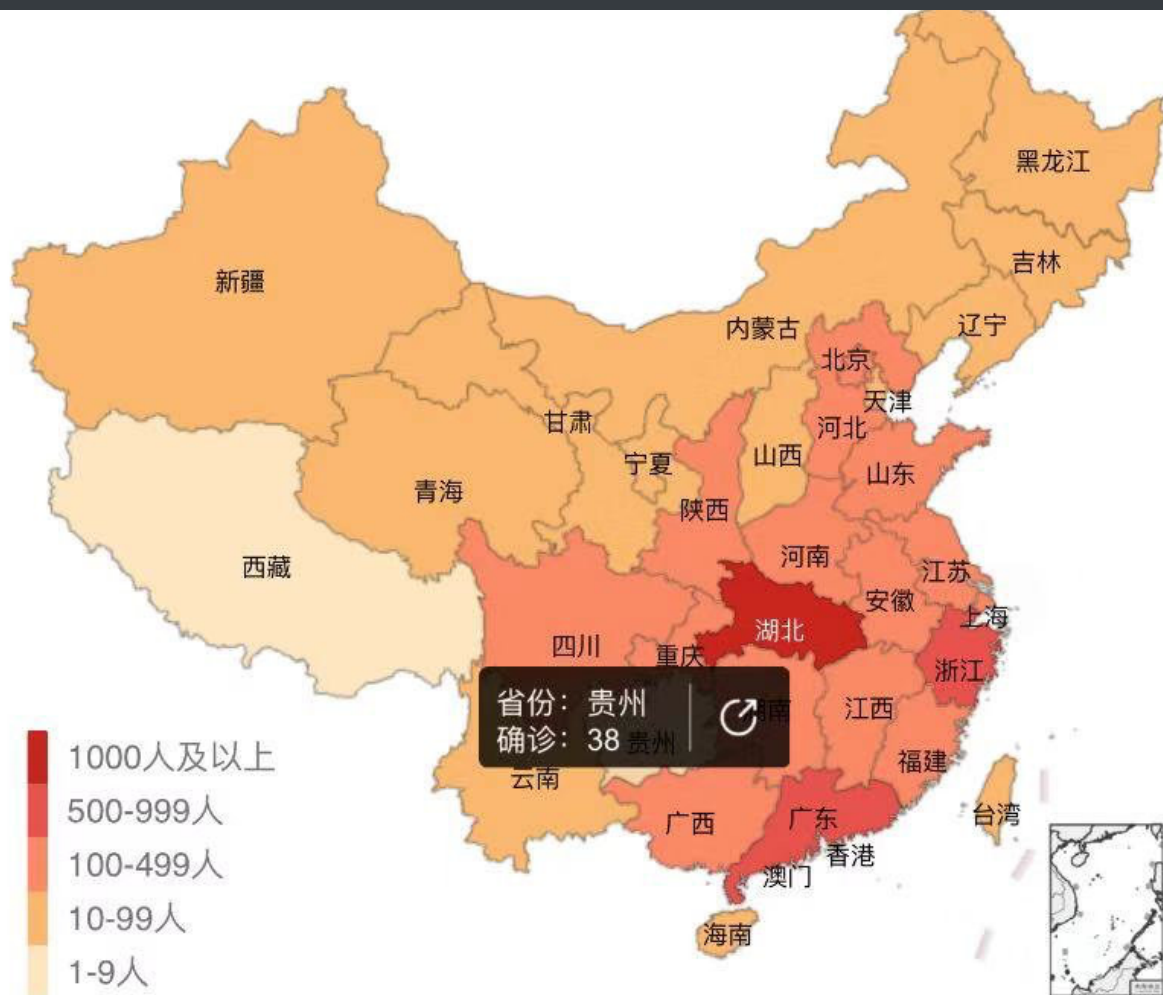 黑龙江
吉林
新疆
辽宁
内蒙古
北京
天津
甘肃
河北
宁夏
山西
山东
青海
陕西
河南
西藏
江苏
安徽
上海
湖北
四川
重庆
浙江
省份：贵州
确诊：38
湖南
贵州
江西
福建
云南
台湾
广西
广东
香港
澳门
海南
1000人及以上
500-999人
100-499人
10-99人
1-9人